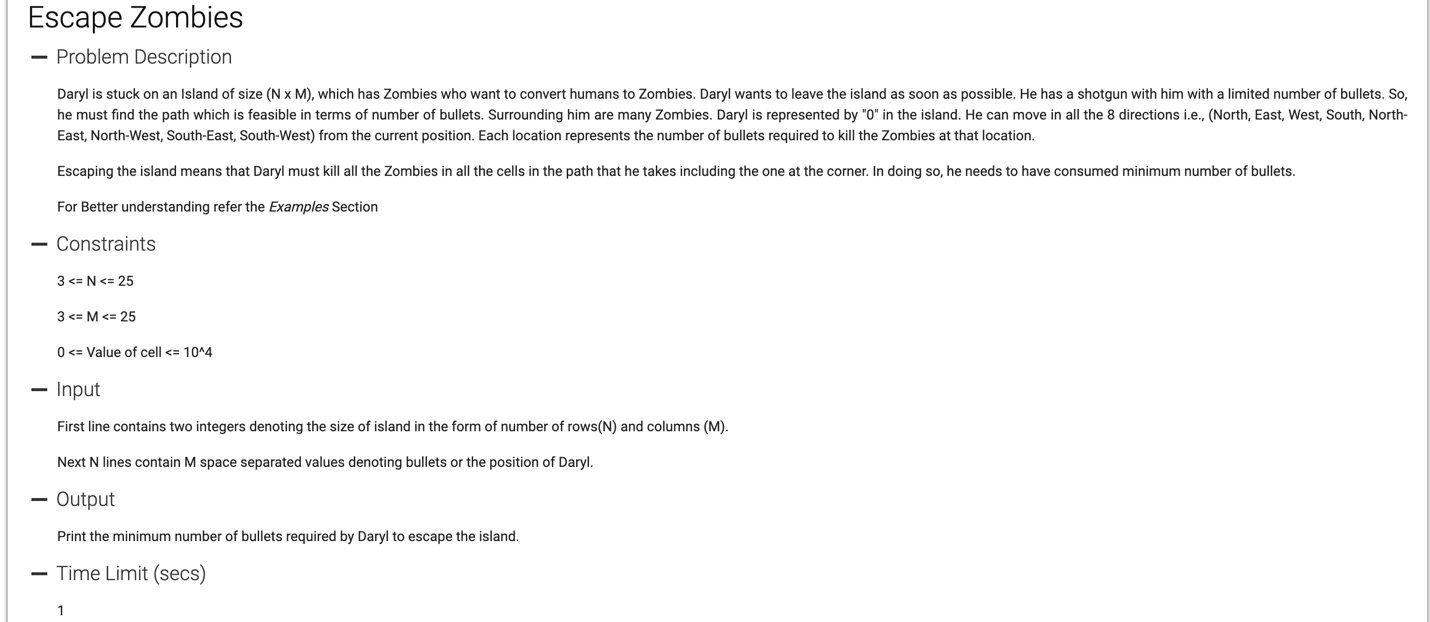 Escape Zombies
— Problem Description
Daryl is stuck on an Island of size (N x M), which has Zombies who want to convert humans to Zombies. Daryl wants to leave the island as soon as possible. He has a shotgun with him with a limited number of bullets. So,
he must find the path which is feasible in terms of number of bullets. Surrounding him are many Zombies. Daryl is represented by "0" in the island. He can move in all the 8 directions i.e., (North, East, West, South, North-
East, North-West, South-East, South-West) from the current position. Each location represents the number of bullets required to kill the Zombies at that location.
Escaping the island means that Daryl must kill all the Zombies in all the cells in the path that he takes including the one at the corner. In doing so, he needs to have consumed minimum number of bullets.
For Better understanding refer the Examples Section
— Constraints
3 <= N <= 25
3 <= M <= 25
0 <= Value of cell <= 10^4
— Input
First line contains two integers denoting the size of island in the form of number of rows(N) and columns (M).
Next N lines contain M space separated values denoting bullets or the position of Daryl.
— Output
Print the minimum number of bullets required by Daryl to escape the island.
— Time Limit (secs)
1